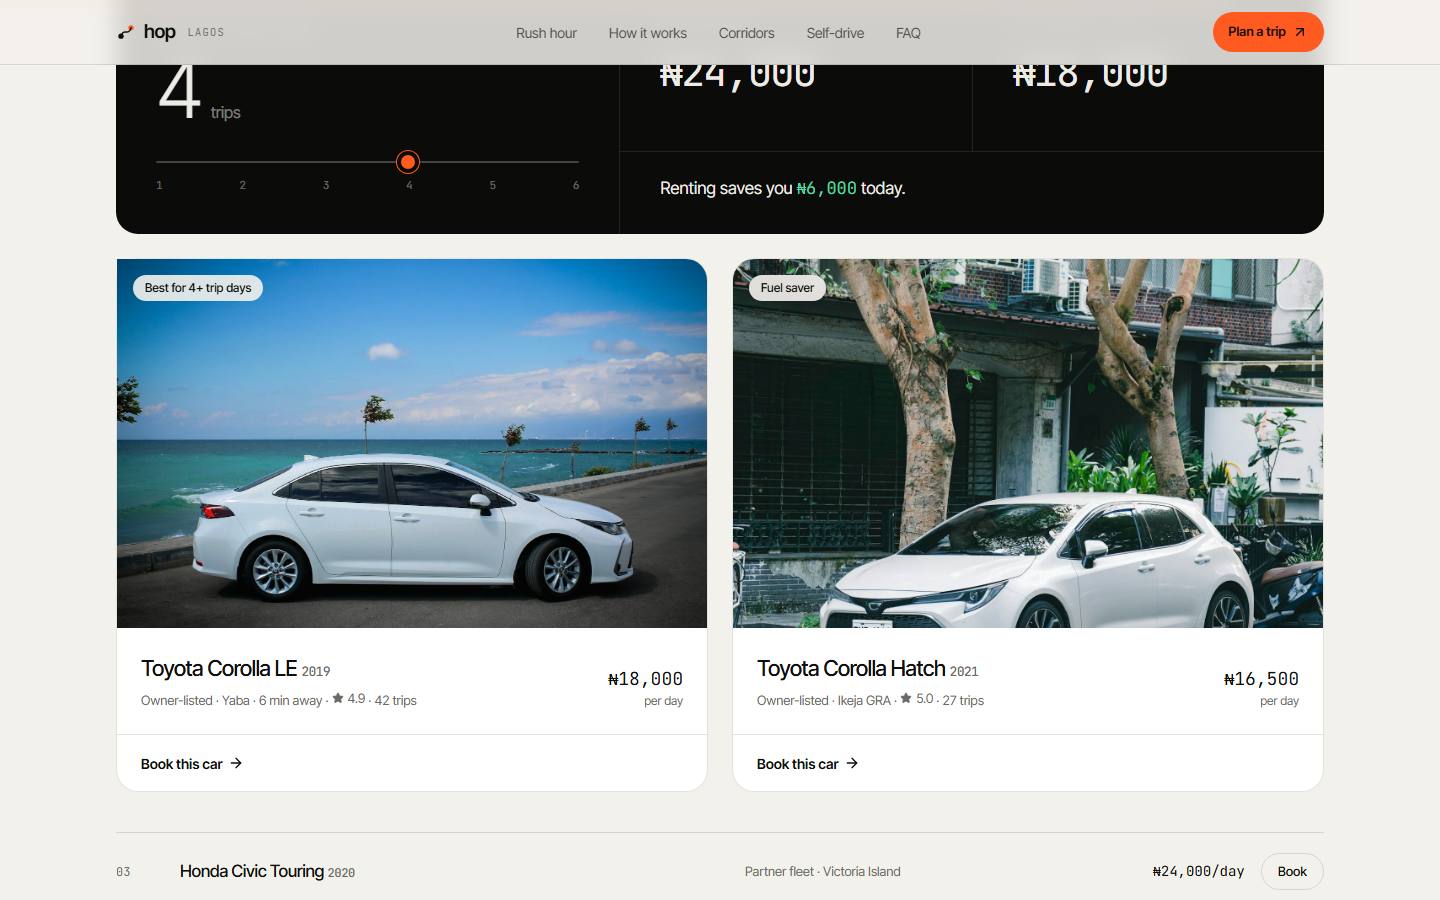 hop LAGOS
Rush hour
How it works
Corridors
Self-drive
FAQ
Plan a trip
4 trips
1 2 3 4 5 6
₦24,000
₦18,000
Renting saves you ₦6,000 today.
Best for 4+ trip days
Toyota Corolla LE 2019
Owner-listed · Yaba · 6 min away · ★ 4.9 · 42 trips
₦18,000
per day
Book this car →
Fuel saver
Toyota Corolla Hatch 2021
Owner-listed · Ikeja GRA · ★ 5.0 · 27 trips
₦16,500
per day
Book this car →
03 Honda Civic Touring 2020
Partner fleet · Victoria Island
₦24,000/day
Book